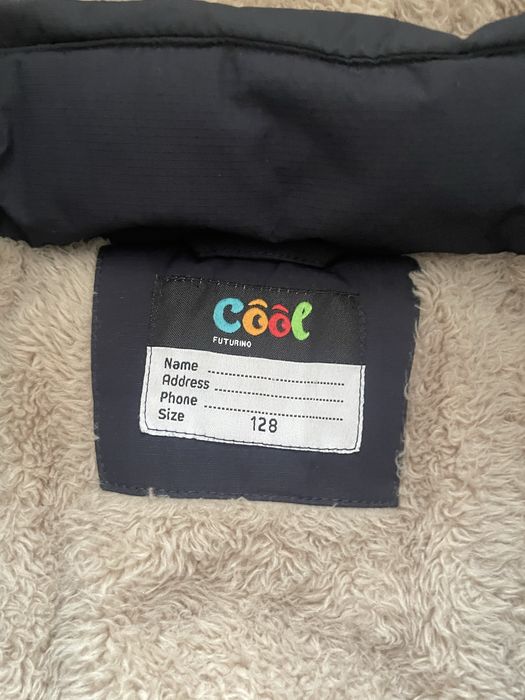 Cool
FUTURINO
Name
Address
Phone
Size 128